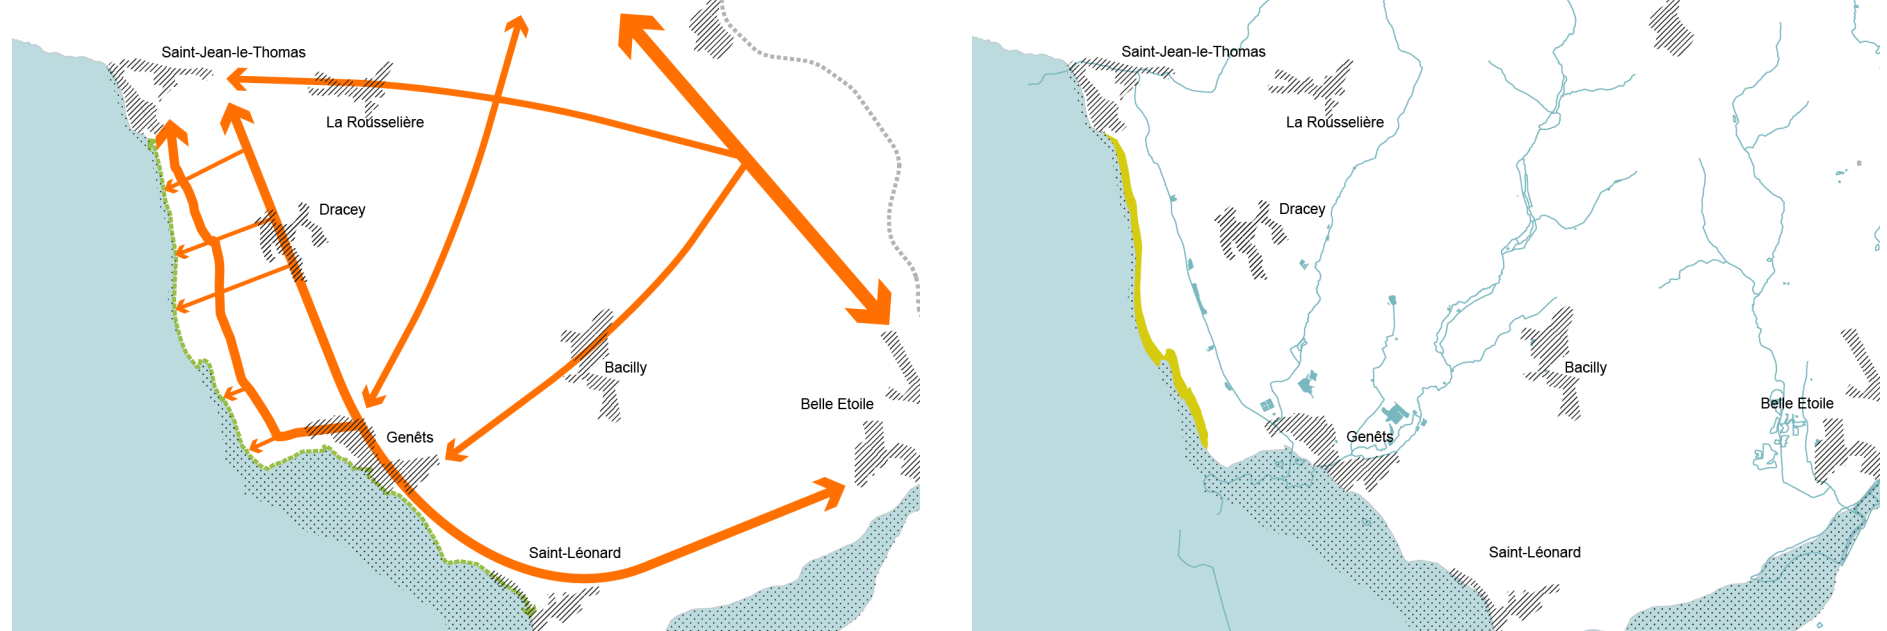 Saint-Jean-le-Thomas
La Rousselière
Dracey
Bacilly
Belle Etoile
Genêts
Saint-Léonard
Saint-Jean-le-Thomas
La Rousselière
Dracey
Bacilly
Belle Etoile
Genêts
Saint-Léonard